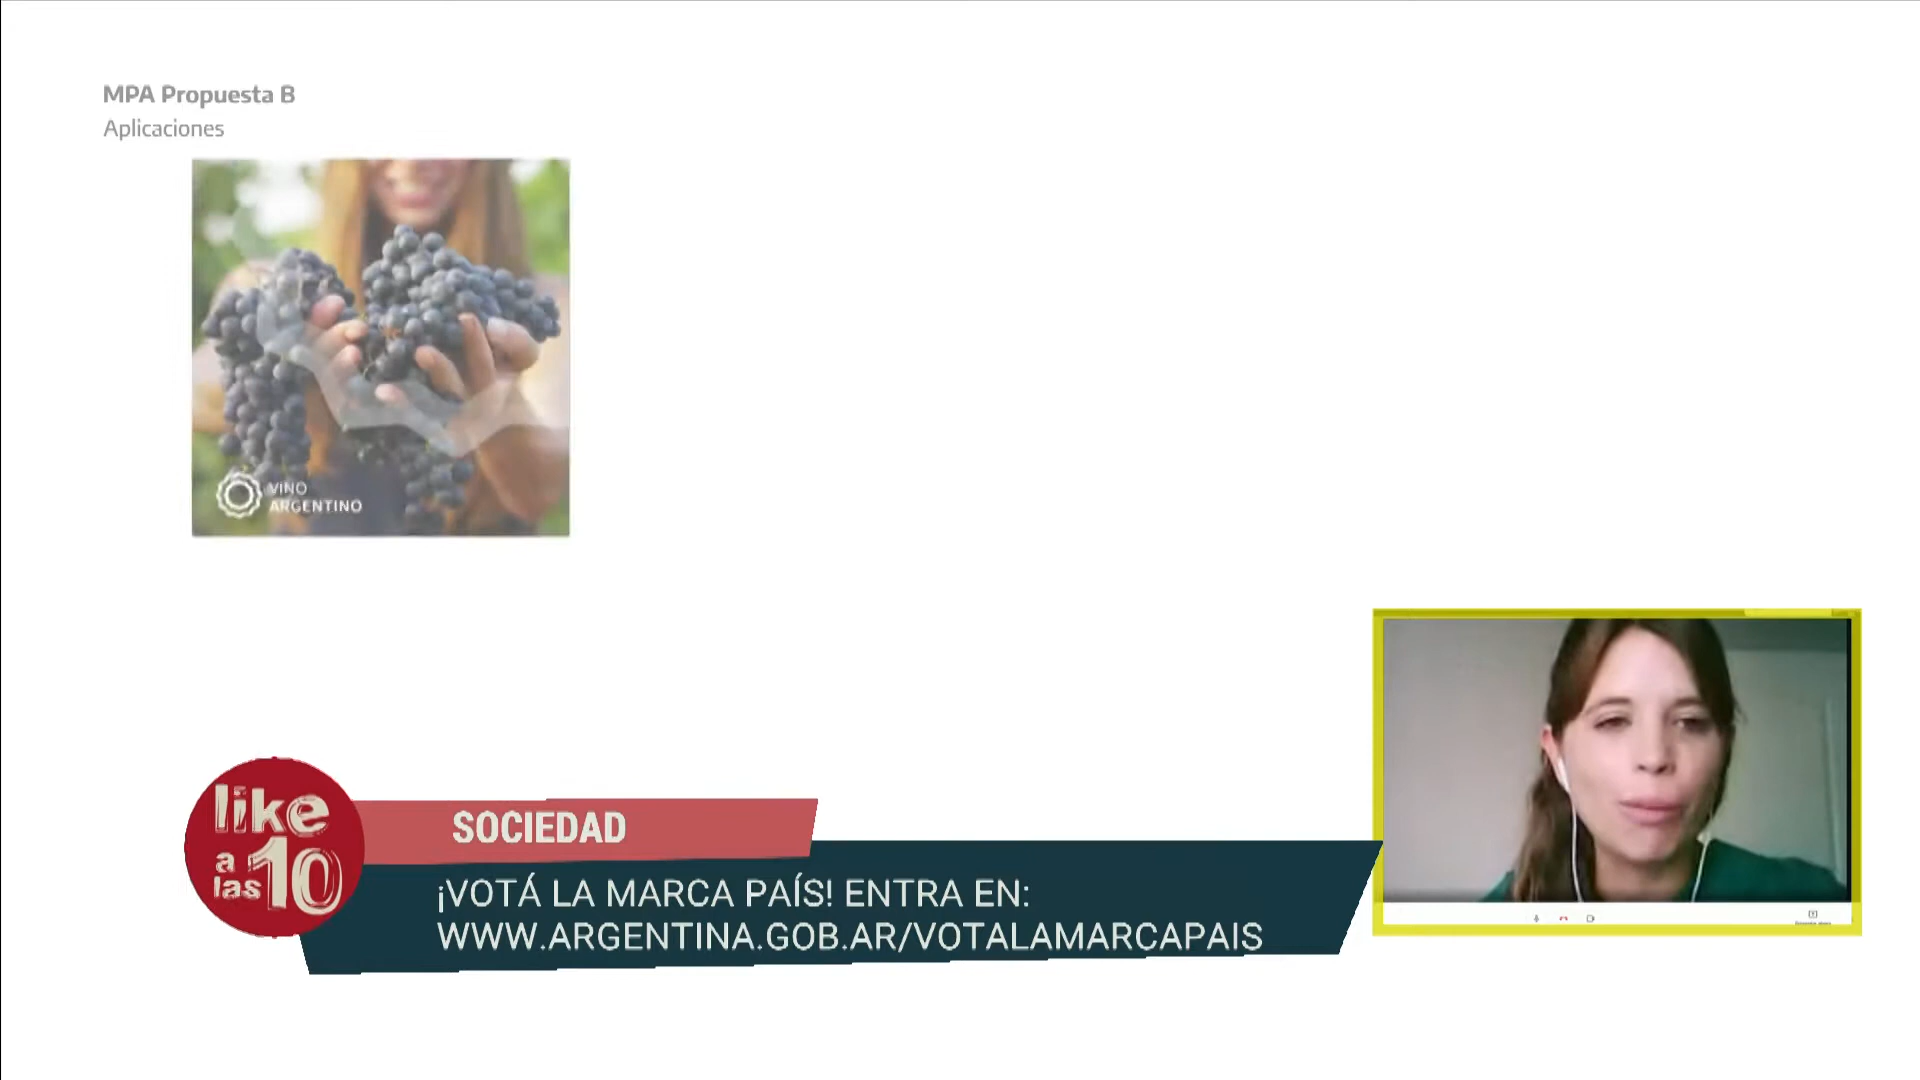 MPA Propuesta B
Aplicaciones
VINO
ARGENTINO
like
a
las 10
SOCIEDAD
¡VOTÁ LA MARCA PAÍS! ENTRA EN:
WWW.ARGENTINA.GOB.AR/VOTALAMARCAPAIS